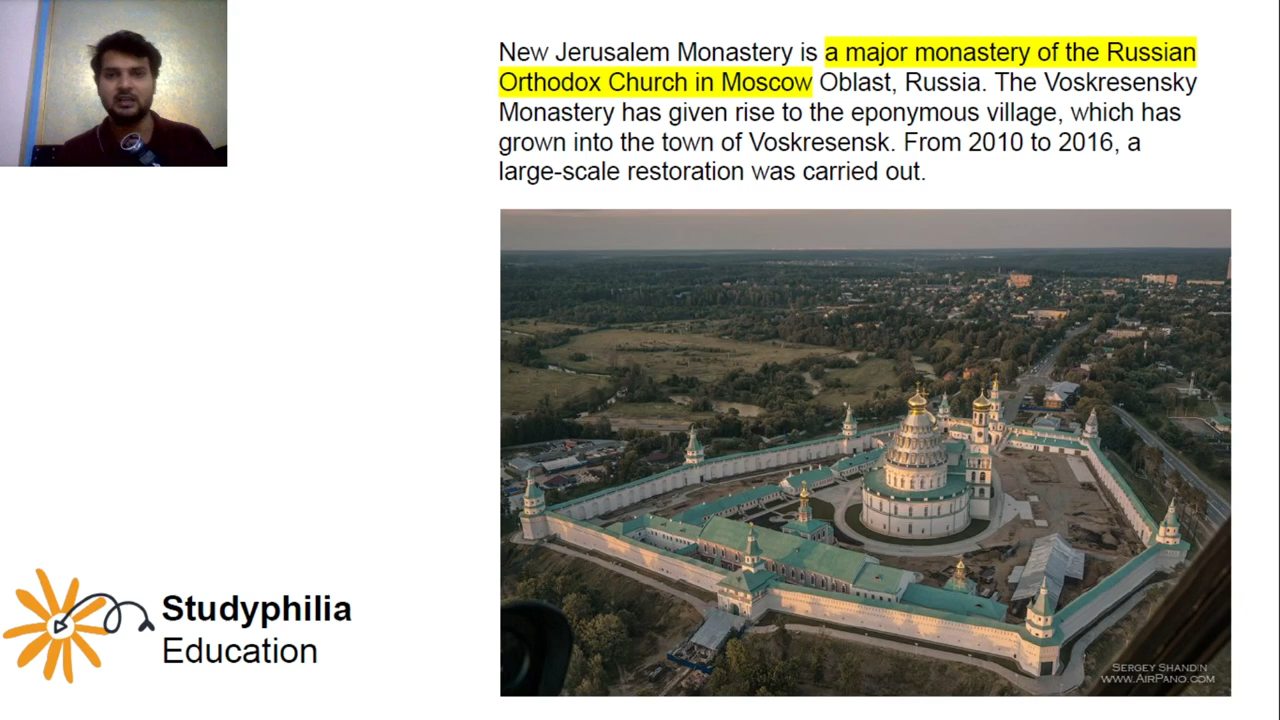 New Jerusalem Monastery is a major monastery of the Russian
Orthodox Church in Moscow Oblast, Russia. The Voskresensky
Monastery has given rise to the eponymous village, which has
grown into the town of Voskresensk. From 2010 to 2016, a
large-scale restoration was carried out.
Studyphilia
Education
SERGEY SHANDIN
WWW.AIRPANO.COM